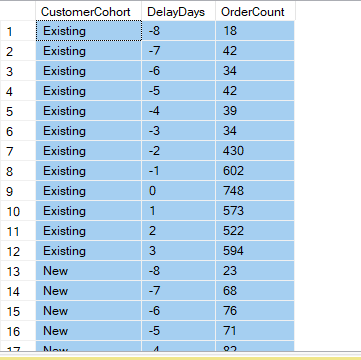 CustomerCohort DelayDays OrderCount
1 Existing -8 18
2 Existing -7 42
3 Existing -6 34
4 Existing -5 42
5 Existing -4 39
6 Existing -3 34
7 Existing -2 430
8 Existing -1 602
9 Existing 0 748
10 Existing 1 573
11 Existing 2 522
12 Existing 3 594
13 New -8 23
14 New -7 68
15 New -6 76
16 New -5 71
17 New -4 82